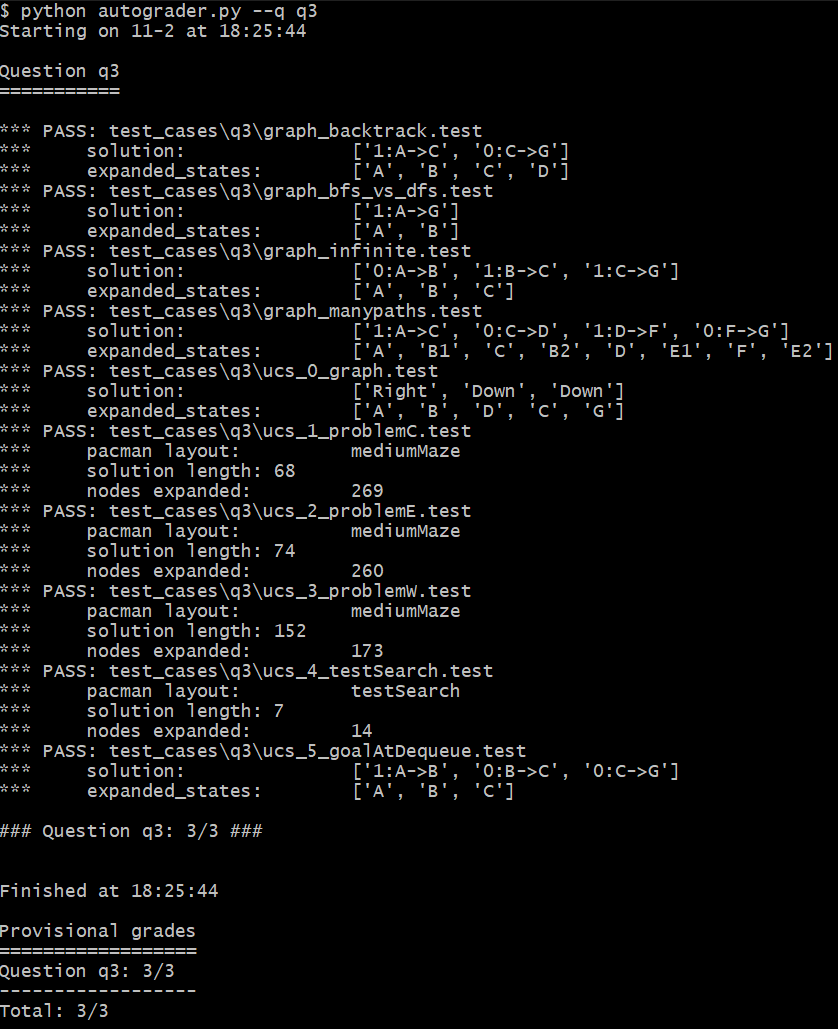 $ python autograder.py --q q3
Starting on 11-2 at 18:25:44
Question q3
===========
*** PASS: test_cases\q3\graph_backtrack.test
***     solution:               ['1:A->C', '0:C->G']
***     expanded_states:        ['A', 'B', 'C', 'D']
*** PASS: test_cases\q3\graph_bfs_vs_dfs.test
***     solution:               ['1:A->G']
***     expanded_states:        ['A', 'B']
*** PASS: test_cases\q3\graph_infinite.test
***     solution:               ['0:A->B', '1:B->C', '1:C->G']
***     expanded_states:        ['A', 'B', 'C']
*** PASS: test_cases\q3\graph_manypaths.test
***     solution:               ['1:A->C', '0:C->D', '1:D->F', '0:F->G']
***     expanded_states:        ['A', 'B1', 'C', 'B2', 'D', 'E1', 'F', 'E2']
*** PASS: test_cases\q3\ucs_0_graph.test
***     solution:               ['Right', 'Down', 'Down']
***     expanded_states:        ['A', 'B', 'D', 'C', 'G']
*** PASS: test_cases\q3\ucs_1_problemC.test
***     pacman layout:          mediumMaze
***     solution length: 68
***     nodes expanded:         269
*** PASS: test_cases\q3\ucs_2_problemE.test
***     pacman layout:          mediumMaze
***     solution length: 74
***     nodes expanded:         260
*** PASS: test_cases\q3\ucs_3_problemW.test
***     pacman layout:          mediumMaze
***     solution length: 152
***     nodes expanded:         173
*** PASS: test_cases\q3\ucs_4_testSearch.test
***     pacman layout:          testSearch
***     solution length: 7
***     nodes expanded:         14
*** PASS: test_cases\q3\ucs_5_goalAtDequeue.test
***     solution:               ['1:A->B', '0:B->C', '0:C->G']
***     expanded_states:        ['A', 'B', 'C']
### Question q3: 3/3 ###
Finished at 18:25:44
Provisional grades
==================
Question q3: 3/3
------------------
Total: 3/3